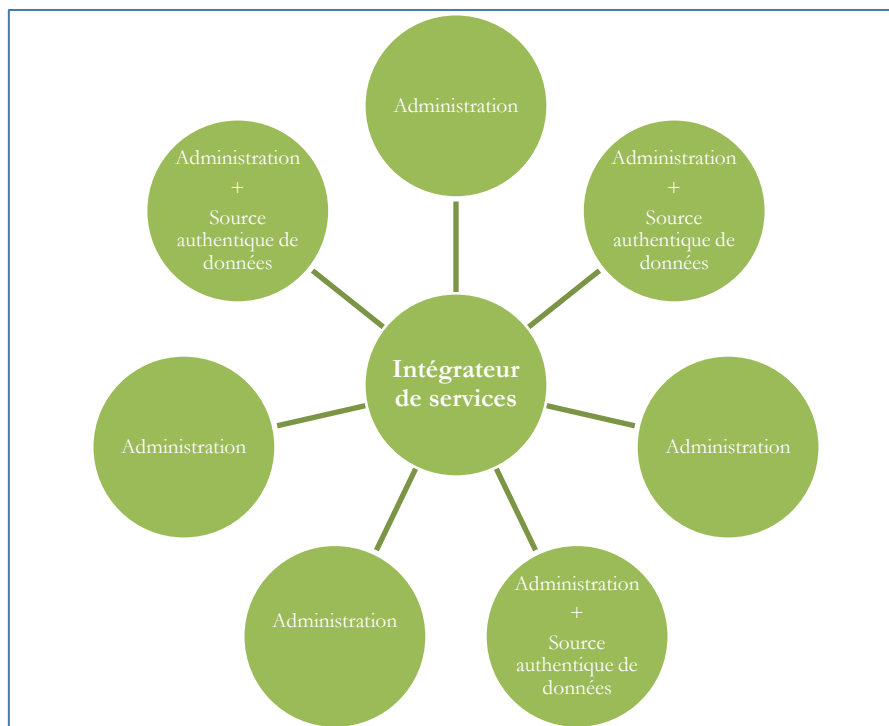 Administration
Administration
+
Source
authentique de
données
Administration
+
Source
authentique de
données
Intégrateur
de services
Administration
Administration
Administration
Administration
+
Source
authentique de
données